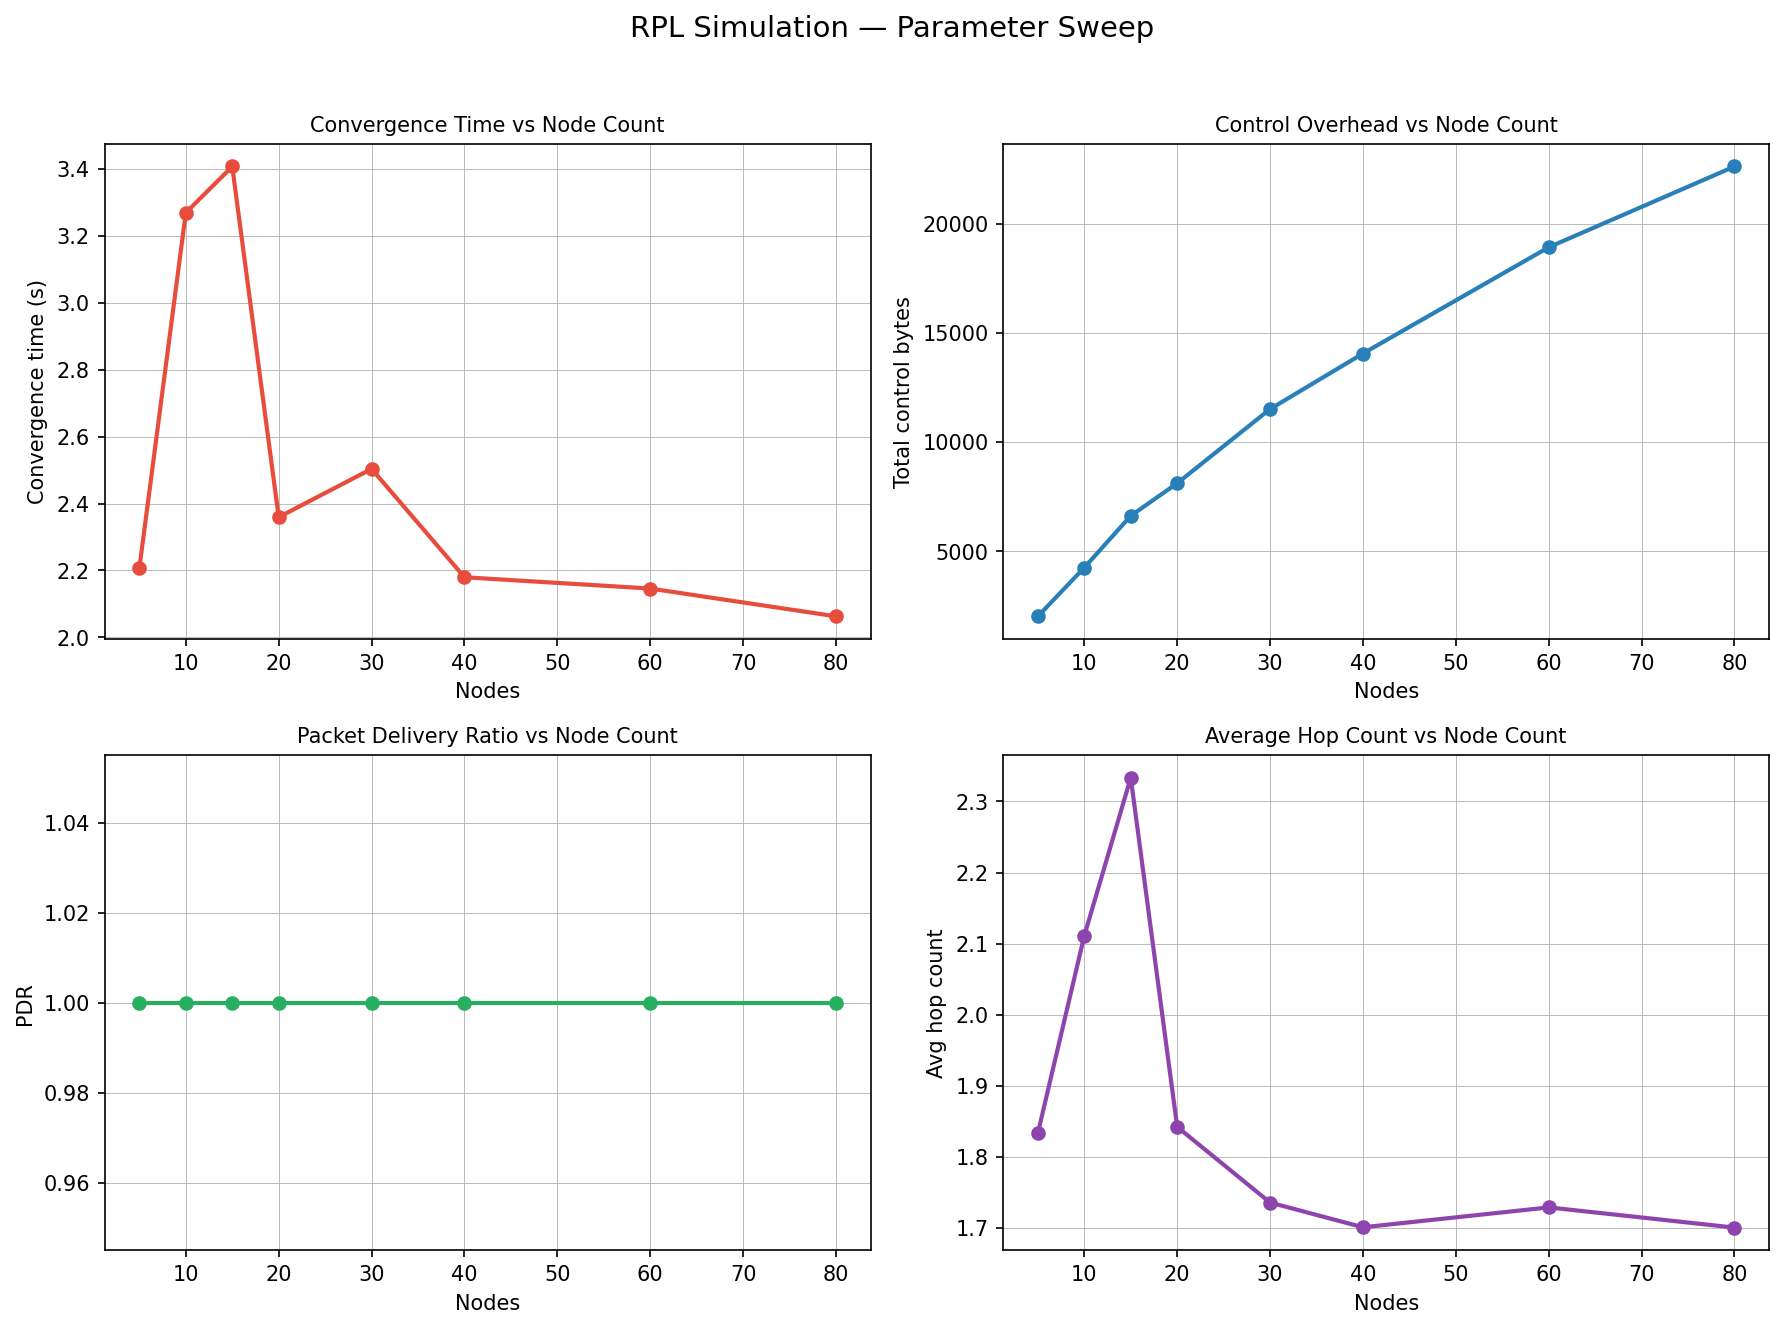 RPL Simulation — Parameter Sweep
Convergence Time vs Node Count
Convergence time (s)
3.4
3.2
3.0
2.8
2.6
2.4
2.2
2.0
10 20 30 40 50 60 70 80
Nodes
Control Overhead vs Node Count
Total control bytes
20000
15000
10000
5000
10 20 30 40 50 60 70 80
Nodes
Packet Delivery Ratio vs Node Count
PDR
1.04
1.02
1.00
0.98
0.96
10 20 30 40 50 60 70 80
Nodes
Average Hop Count vs Node Count
Avg hop count
2.3
2.2
2.1
2.0
1.9
1.8
1.7
10 20 30 40 50 60 70 80
Nodes